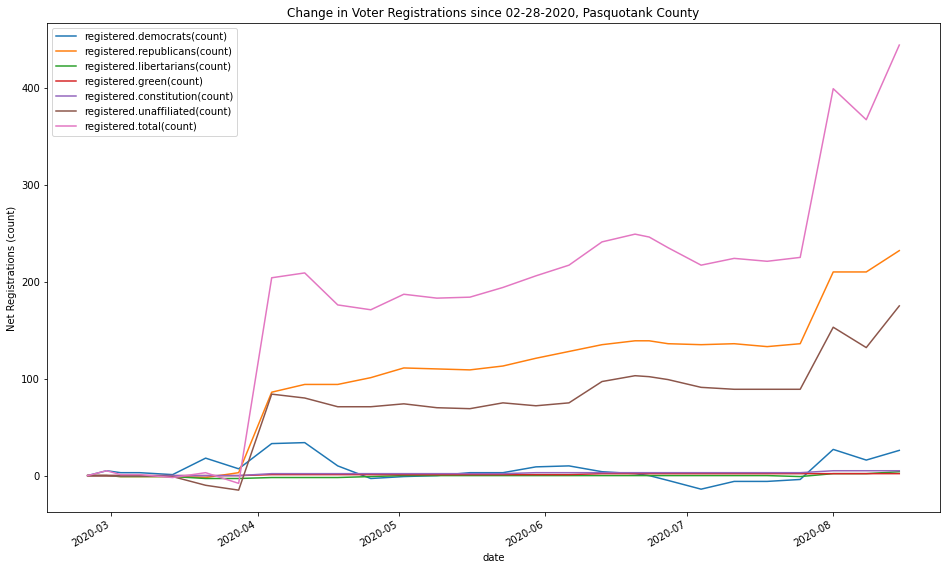 Change in Voter Registrations since 02-28-2020, Pasquotank County
registered.democrats(count)
registered.republicans(count)
registered.libertarians(count)
registered.green(count)
registered.constitution(count)
registered.unaffiliated(count)
registered.total(count)
Net Registrations (count)
400
300
200
100
0
2020-03
2020-04
2020-05
2020-06
2020-07
2020-08
date